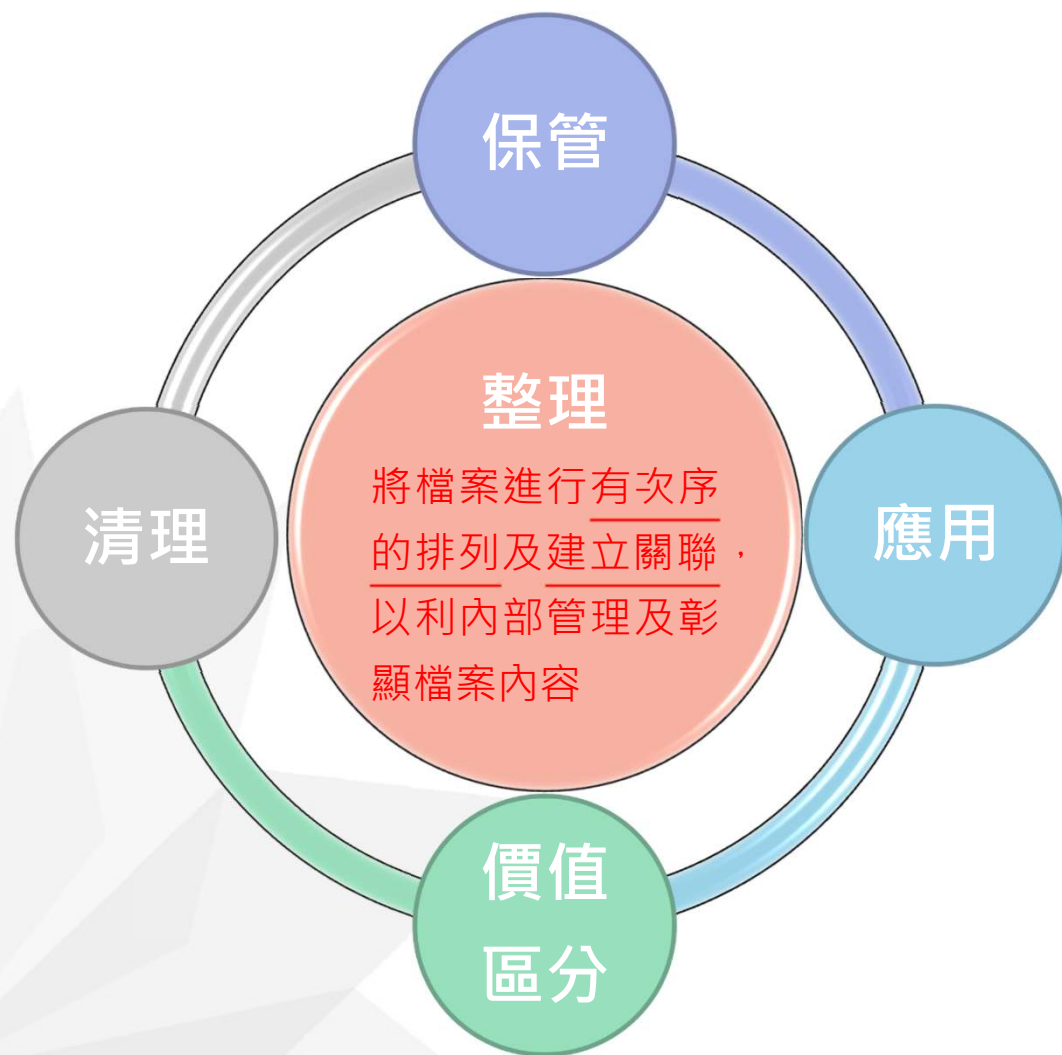 保管
整理
將檔案進行有次序
的排列及建立關聯，
以利內部管理及彰
顯檔案內容
清理
應用
價值
區分